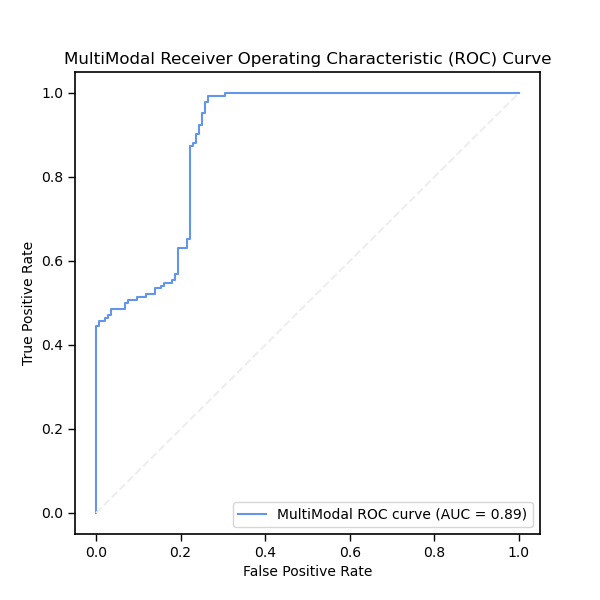 MultiModal Receiver Operating Characteristic (ROC) Curve
True Positive Rate
1.0
0.8
0.6
0.4
0.2
0.0
MultiModal ROC curve (AUC = 0.89)
0.0 0.2 0.4 0.6 0.8 1.0
False Positive Rate